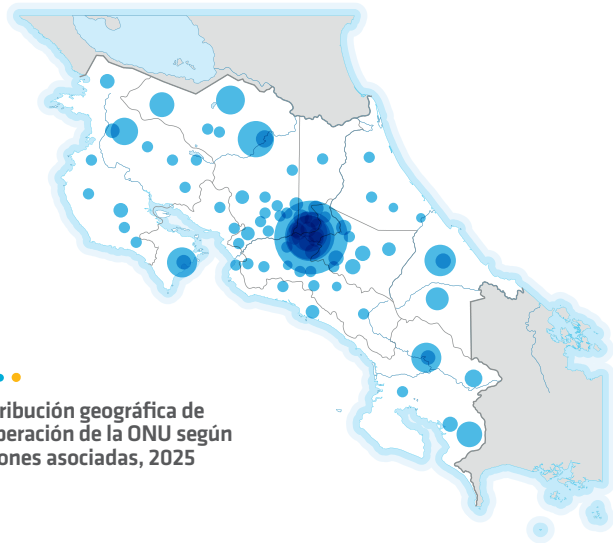 ribución geográfica de
peración de la ONU según
ones asociadas, 2025